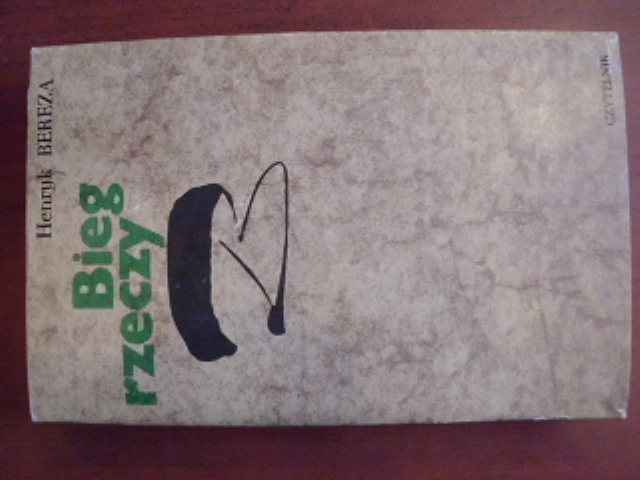 Henryk BEREZA
Bieg
rzeczy
B
CZYTELNIK